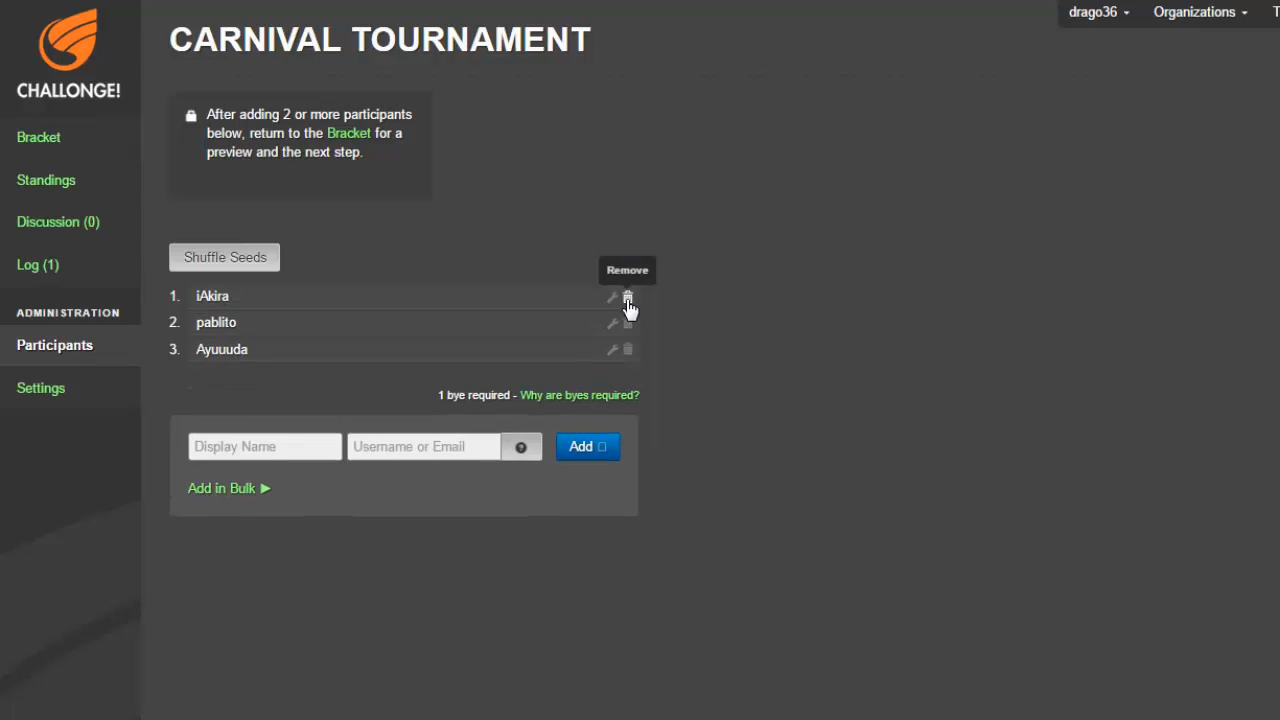 drago36
Organizations
T
CARNIVAL TOURNAMENT
CHALLONGE!
Bracket
Standings
Discussion (0)
Log (1)
ADMINISTRATION
Participants
Settings
After adding 2 or more participants
below, return to the Bracket for a
preview and the next step.
Shuffle Seeds
Remove
1. iAkira
2. pablito
3. Ayuuuda
1 bye required - Why are byes required?
Display Name
Username or Email
?
Add
Add in Bulk ▶